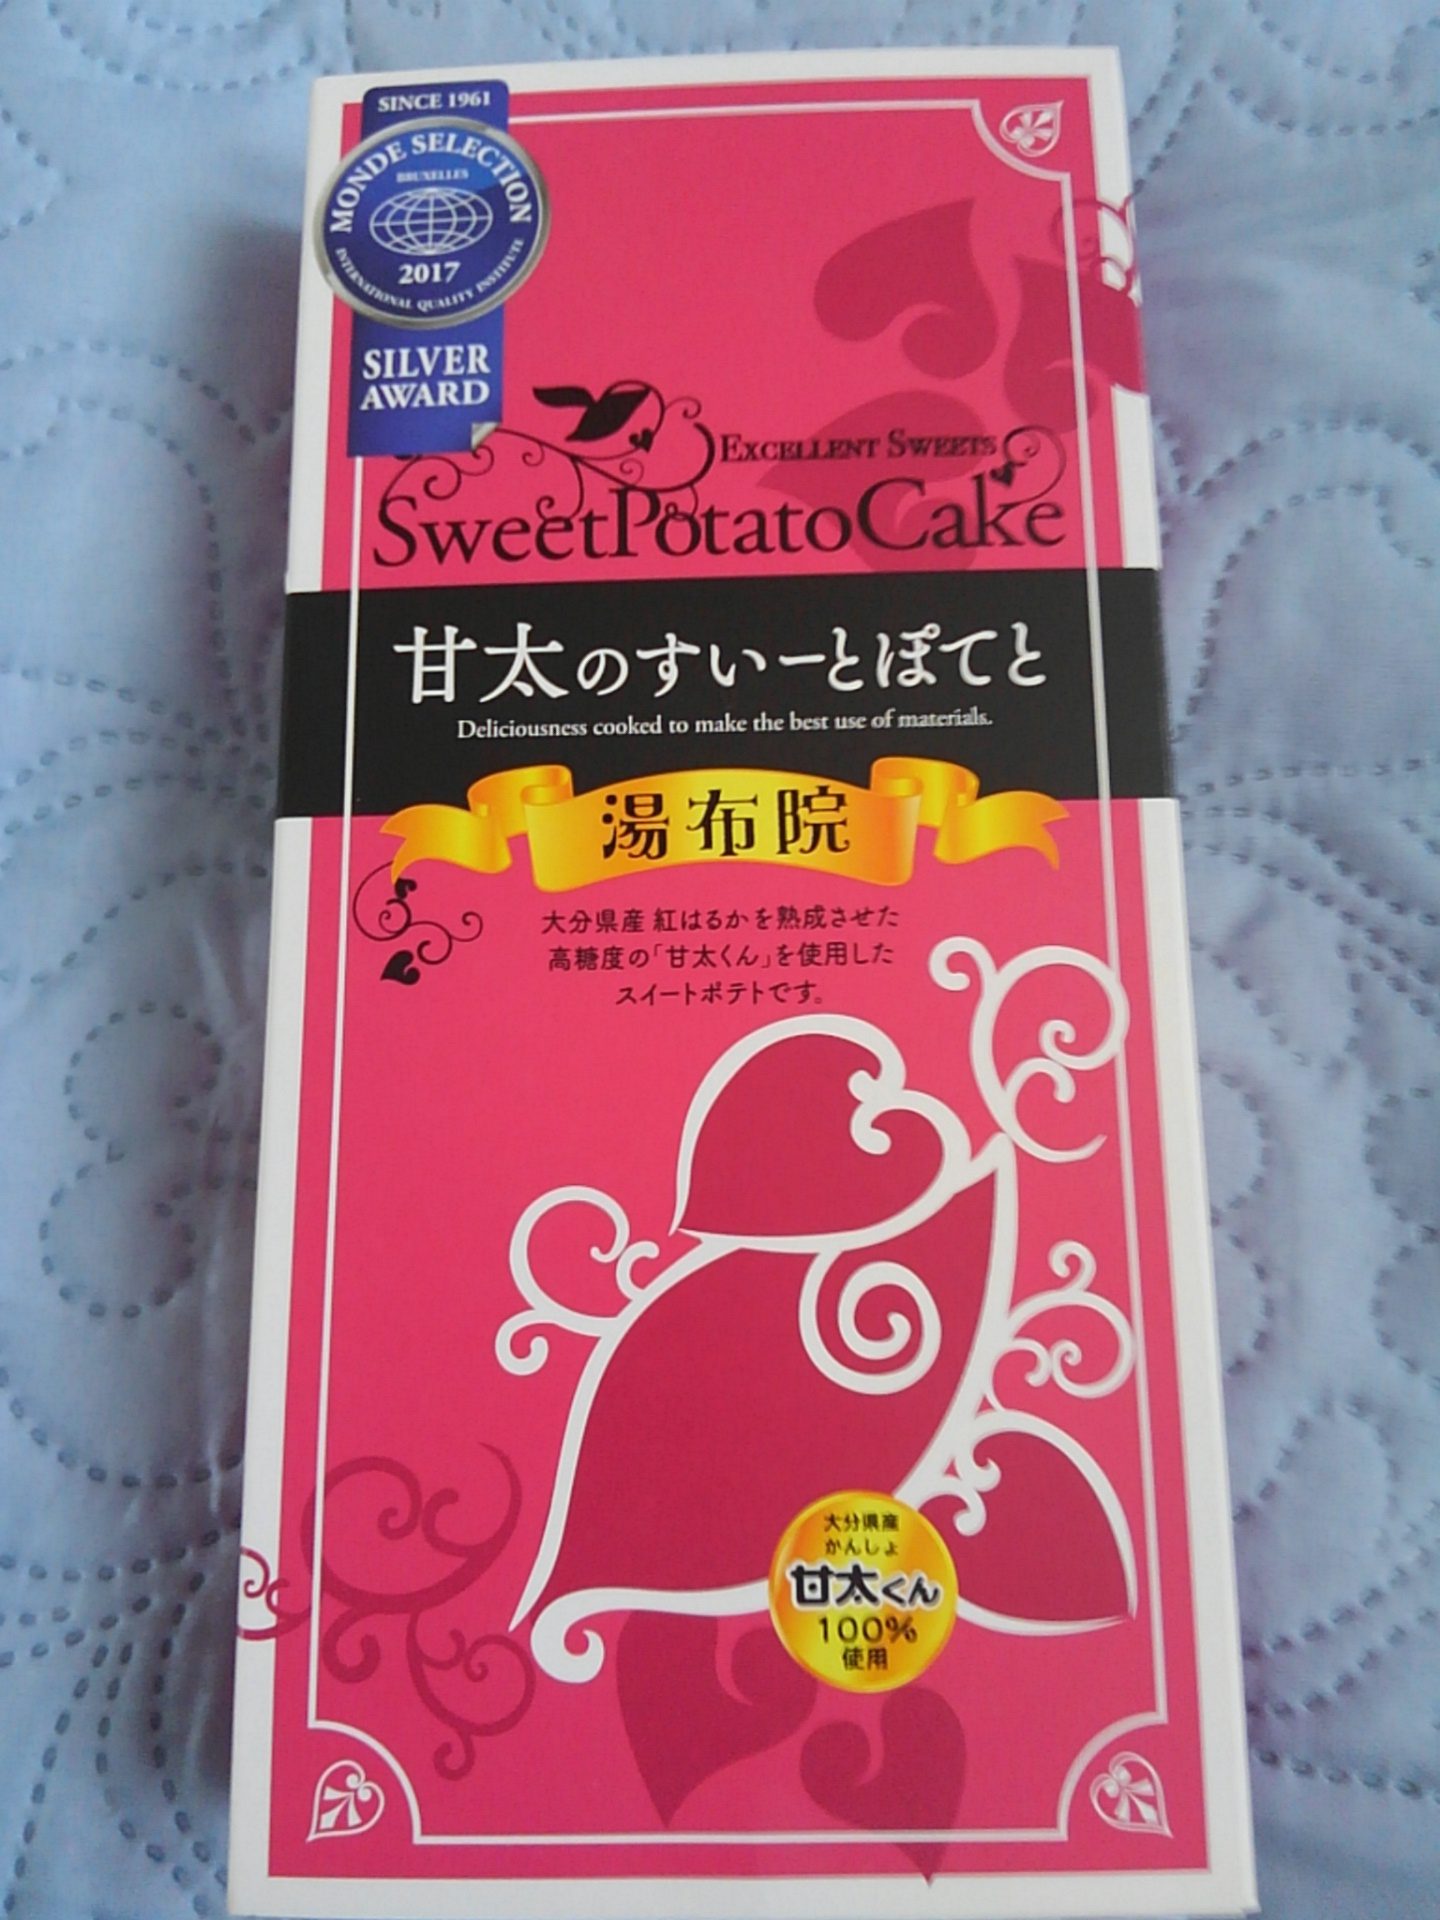 SINCE 1961
MONDE SELECTION
BRUXELLES
2017
INTERNATIONAL QUALITY INSTITUTE
SILVER
AWARD
EXCELLENT SWEETS
SweetPotatoCake
甘太のすいーとぽてと
Deliciousness cooked to make the best use of materials.
湯布院
大分県産 紅はるかを熟成させた
高糖度の「甘太くん」を使用した
スイートポテトです。
大分県産
かんしょ
甘太くん
100%
使用